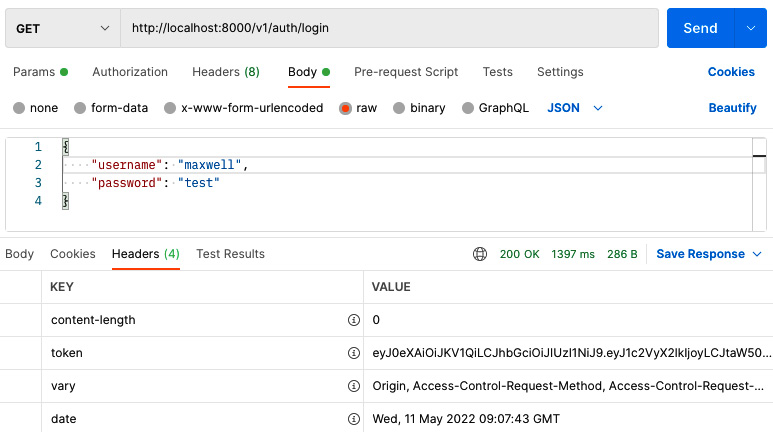 GET http://localhost:8000/v1/auth/login Send
Params Authorization Headers (8) Body Pre-request Script Tests Settings Cookies
none form-data x-www-form-urlencoded raw binary GraphQL JSON Beautify
1 {
2 "username": "maxwell",
3 "password": "test"
4 }
Body Cookies Headers (4) Test Results 200 OK 1397 ms 286 B Save Response
KEY VALUE
content-length 0
token eyJ0eXAiOiJKV1QiLCJhbGciOiJIUzI1NiJ9.eyJ1c2VyX2lkIjoyLCJtaW50...
vary Origin, Access-Control-Request-Method, Access-Control-Request-...
date Wed, 11 May 2022 09:07:43 GMT